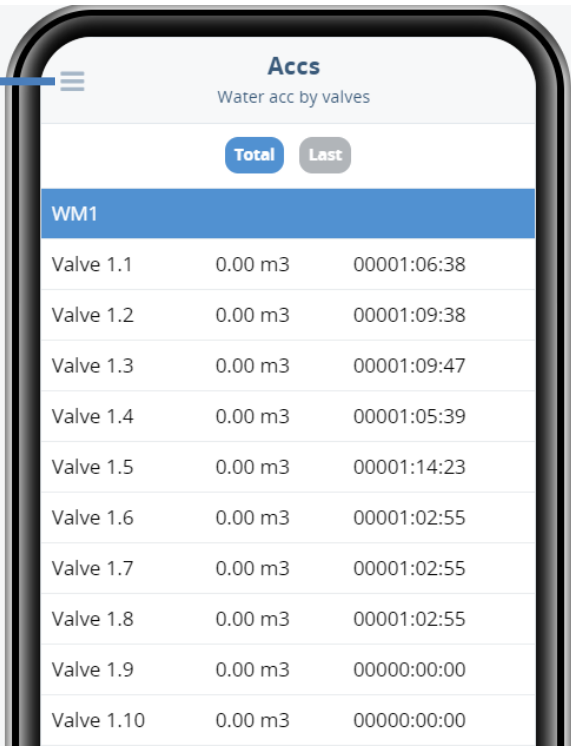 Accs
Water acc by valves
Total Last
WM1
Valve 1.1 0.00 m3 00001:06:38
Valve 1.2 0.00 m3 00001:09:38
Valve 1.3 0.00 m3 00001:09:47
Valve 1.4 0.00 m3 00001:05:39
Valve 1.5 0.00 m3 00001:14:23
Valve 1.6 0.00 m3 00001:02:55
Valve 1.7 0.00 m3 00001:02:55
Valve 1.8 0.00 m3 00001:02:55
Valve 1.9 0.00 m3 00000:00:00
Valve 1.10 0.00 m3 00000:00:00